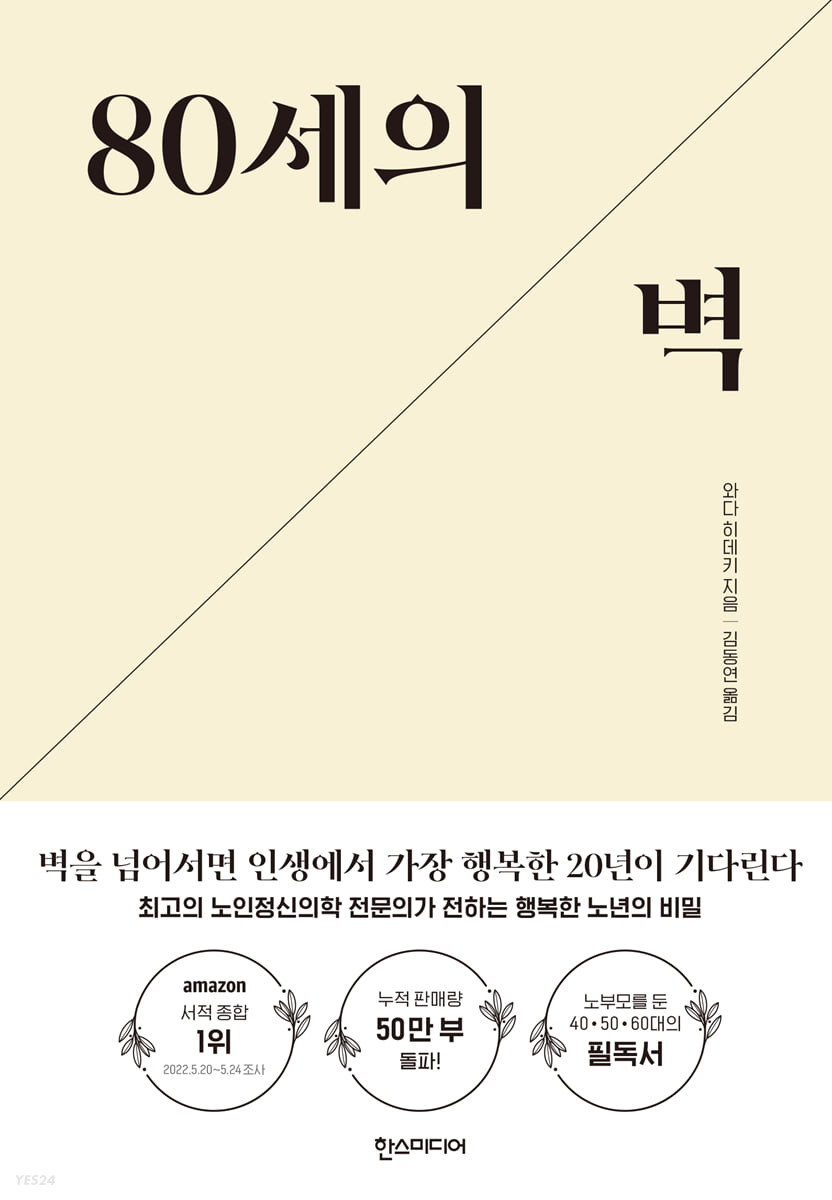 80세의
벽
와다 히데키 지음 | 김동연 옮김
벽을 넘어서면 인생에서 가장 행복한 20년이 기다린다
최고의 노인정신의학 전문의가 전하는 행복한 노년의 비밀
amazon
서적 종합
1위
2022.5.20~5.24 조사
누적 판매량
50만 부
돌파!
노부모를 둔
40•50•60대의
필독서
한스미디어
YES24